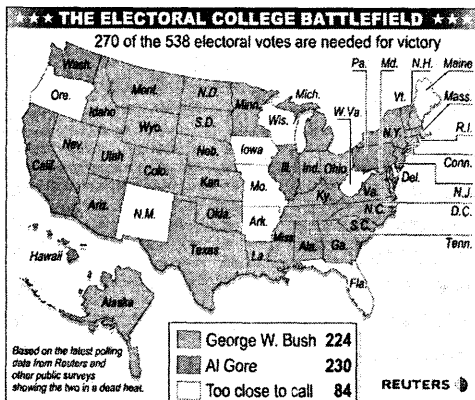 ★★★ THE ELECTORAL COLLEGE BATTLEFIELD ★★★
270 of the 538 electoral votes are needed for victory
Wash.
Ore.
Calif.
Nev.
Idaho
Mont.
Wyo.
Utah
Ariz.
Colo.
N.M.
N.D.
S.D.
Neb.
Kan.
Okla.
Texas
Minn.
Iowa
Mo.
Ark.
La.
Wis.
Ill.
Mich.
Ind.
Ohio
Ky.
Miss.
Ala.
Ga.
Fla.
W.Va.
Va.
N.C.
S.C.
Pa.
Md.
N.Y.
Vt.
N.H.
Maine
Mass.
R.I.
Conn.
N.J.
Del.
D.C.
Tenn.
Hawaii
Alaska
Based on the latest polling
data from Reuters and
other public surveys
showing the two in a dead heat.
George W. Bush 224
Al Gore 230
Too close to call 84
REUTERS